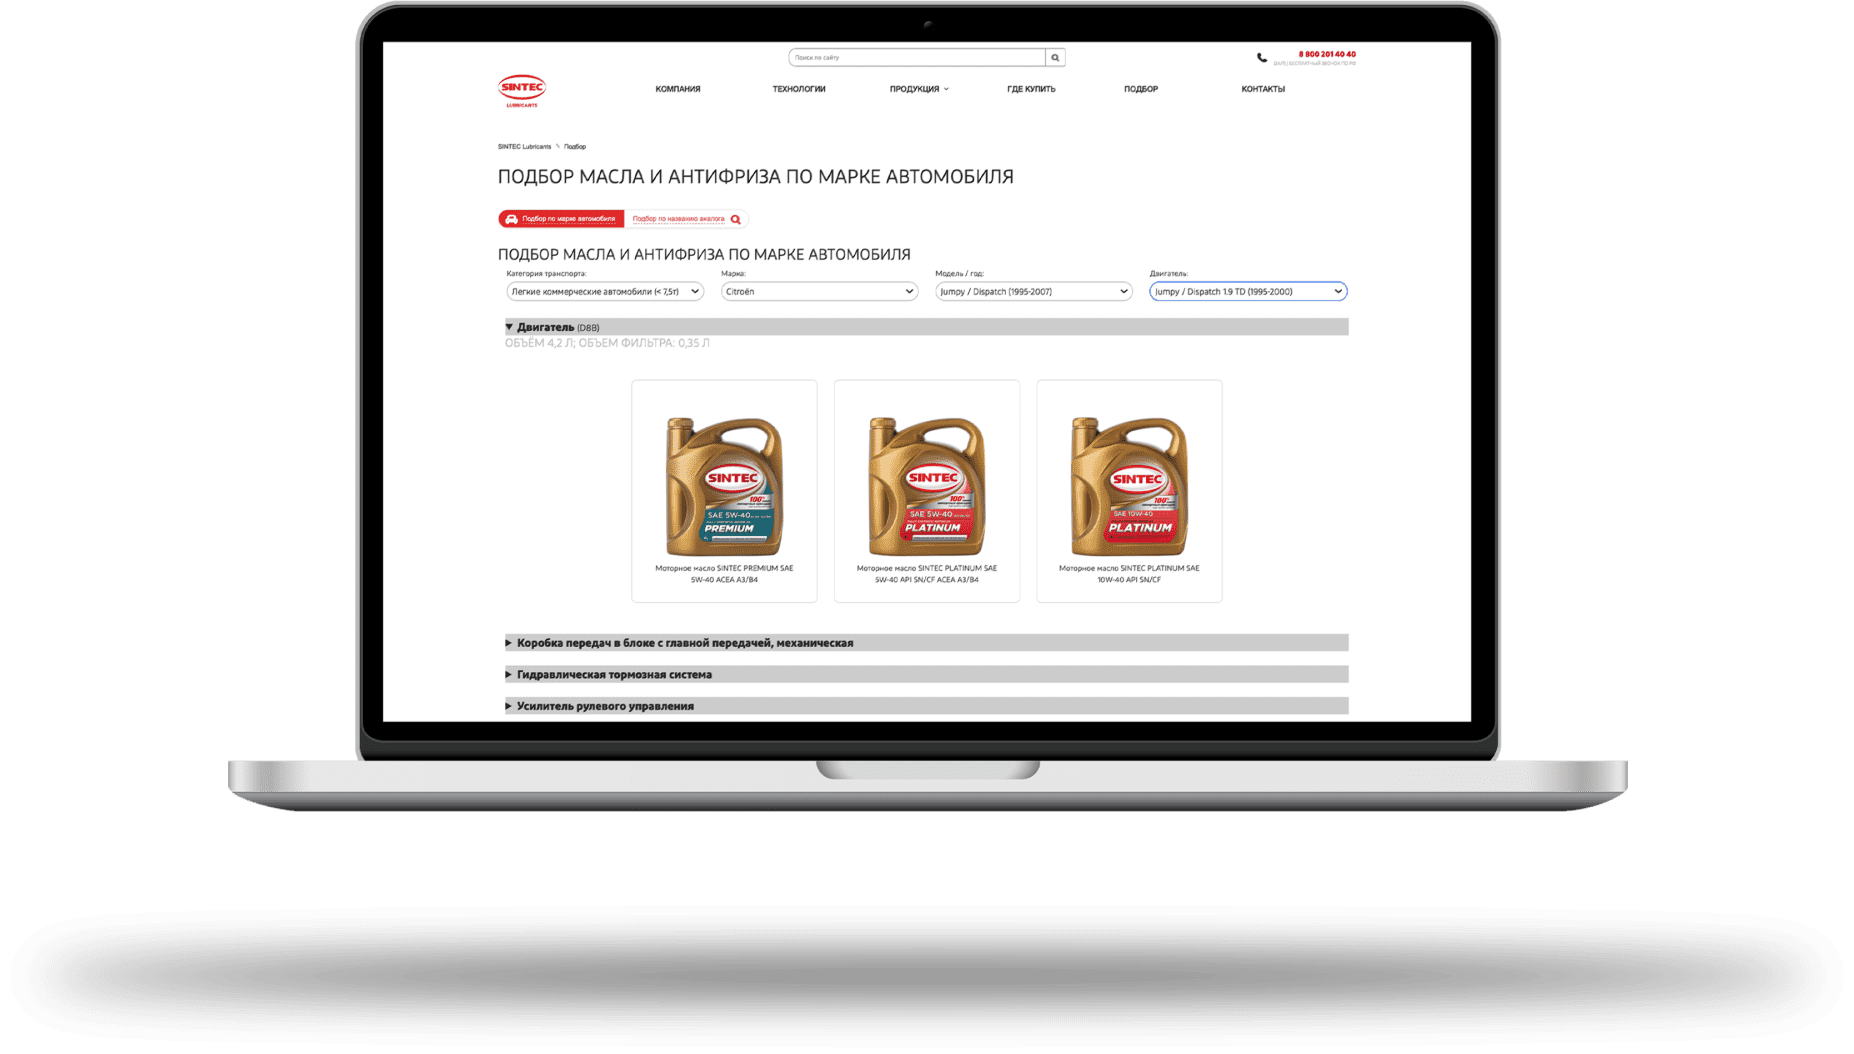 Поиск по сайту
8 800 201 40 40
SINTEC
LUBRICANTS
КОМПАНИЯ
ТЕХНОЛОГИИ
ПРОДУКЦИЯ
ГДЕ КУПИТЬ
ПОДБОР
КОНТАКТЫ
SINTEC Lubricants \ Подбор
ПОДБОР МАСЛА И АНТИФРИЗА ПО МАРКЕ АВТОМОБИЛЯ
Подбор по марке автомобиля
Подбор по названию аналога
ПОДБОР МАСЛА И АНТИФРИЗА ПО МАРКЕ АВТОМОБИЛЯ
Категория транспорта:
Марка:
Модель / год:
Двигатель:
Легкие коммерческие автомобили (< 7,5т)
Citroën
Jumpy / Dispatch (1995-2007)
Jumpy / Dispatch 1.9 TD (1995-2000)
▼ Двигатель (D8B)
ОБЪЁМ 4,2 Л; ОБЪЕМ ФИЛЬТРА: 0,35 Л
SINTEC
100%
SAE 5W-40
PREMIUM
Моторное масло SINTEC PREMIUM SAE
5W-40 ACEA A3/B4
SINTEC
100%
SAE 5W-40
PLATINUM
Моторное масло SINTEC PLATINUM SAE
5W-40 API SN/CF ACEA A3/B4
SINTEC
100%
SAE 10W-40
PLATINUM
Моторное масло SINTEC PLATINUM SAE
10W-40 API SN/CF
► Коробка передач в блоке с главной передачей, механическая
► Гидравлическая тормозная система
► Усилитель рулевого управления